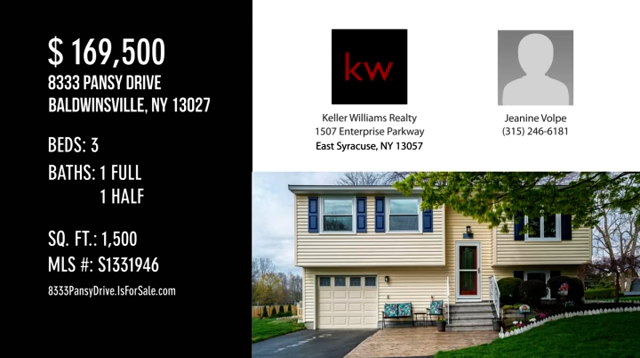 $ 169,500
8333 PANSY DRIVE
BALDWINSVILLE, NY 13027
BEDS: 3
BATHS: 1 FULL
1 HALF
SQ. FT.: 1,500
MLS #: S1331946
8333PansyDrive.IsForSale.com
kw
Keller Williams Realty
1507 Enterprise Parkway
East Syracuse, NY 13057
Jeanine Volpe
(315) 246-6181